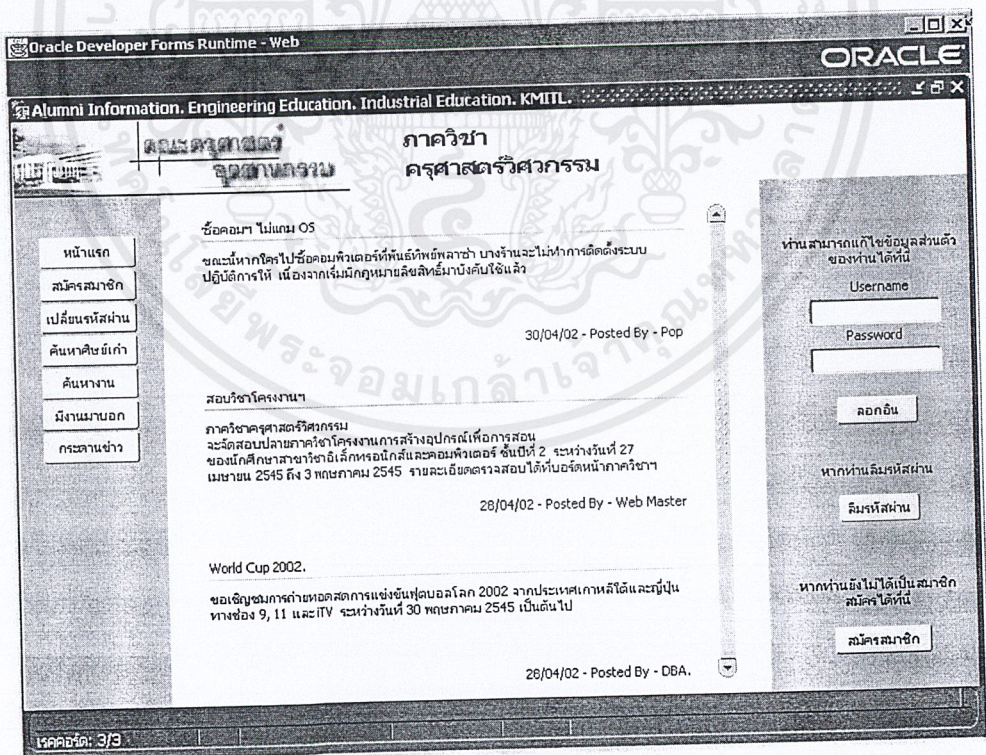 Oracle Developer Forms Runtime - Web
ORACLE
Alumni Information. Engineering Education. Industrial Education. KMITL.
คณะครุศาสตร์
อุตสาหกรรม
ภาควิชา
ครุศาสตร์วิศวกรรม
หน้าแรก
สมัครสมาชิก
เปลี่ยนรหัสผ่าน
ค้นหาศิษย์เก่า
ค้นหางาน
มีงานมาบอก
กระดานข่าว
ซื้อคอมฯ ไม่แถม OS
ขณะนี้หากใครไปซื้อคอมพิวเตอร์ที่พันธ์ทิพย์พลาซ่า บางร้านจะไม่ทำการติดตั้งระบบ
ปฏิบัติการให้ เนื่องจากเริ่มมีกฎหมายลิขสิทธิ์มาบังคับใช้แล้ว
30/04/02 - Posted By - Pop
สอบวิชาโครงงานฯ
ภาควิชาครุศาสตร์วิศวกรรม
จะจัดสอบปลายภาควิชาโครงงานการสร้างอุปกรณ์เพื่อการสอน
ของนักศึกษาสาขาวิชาอิเล็กทรอนิกส์และคอมพิวเตอร์ ชั้นปีที่ 2 ระหว่างวันที่ 27
เมษายน 2545 ถึง 3 พฤษภาคม 2545 รายละเอียดตรวจสอบได้ที่บอร์ดหน้าภาควิชาฯ
28/04/02 - Posted By - Web Master
World Cup 2002.
ขอเชิญชมการถ่ายทอดสดการแข่งขันฟุตบอลโลก 2002 จากประเทศเกาหลีใต้และญี่ปุ่น
ทางช่อง 9, 11 และiTV ระหว่างวันที่ 30 พฤษภาคม 2545 เป็นต้นไป
28/04/02 - Posted By - DBA.
ท่านสามารถแก้ไขข้อมูลส่วนตัว
ของท่านได้ที่นี่
Username
Password
ลอกอิน
หากท่านลืมรหัสผ่าน
ลืมรหัสผ่าน
หากท่านยังไม่ได้เป็นสมาชิก
สมัครได้ที่นี่
สมัครสมาชิก
เรคคอร์ด: 3/3